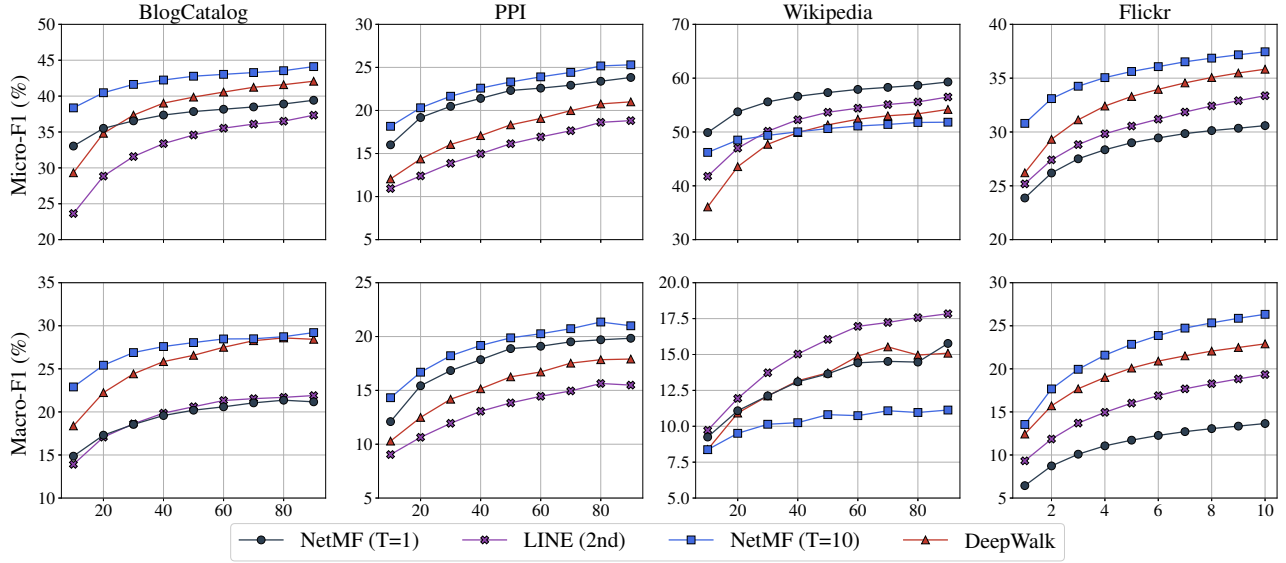 BlogCatalog PPI Wikipedia Flickr
Micro-F1 (%)
50 45 40 35 30 25 20
30 25 20 15 10 5
70 60 50 40 30
40 35 30 25 20
Macro-F1 (%)
35 30 25 20 15 10
25 20 15 10 5
20.0 17.5 15.0 12.5 10.0 7.5 5.0
30 25 20 15 10 5
20 40 60 80
20 40 60 80
20 40 60 80
2 4 6 8 10
NetMF (T=1) LINE (2nd) NetMF (T=10) DeepWalk